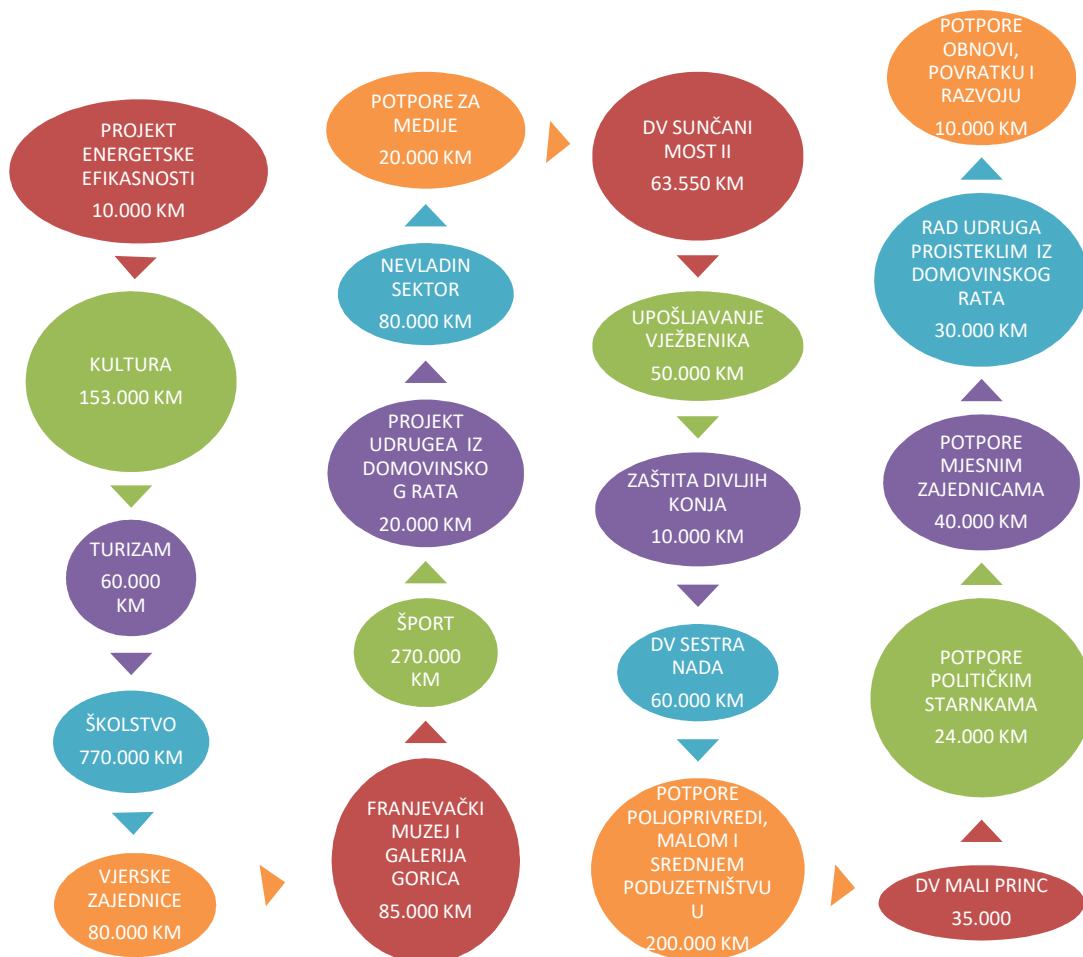 PROJEKT
ENERGETSKE
EFIKASNOSTI
10.000 KM
KULTURA
153.000 KM
TURIZAM
60.000
KM
ŠKOLSTVO
770.000 KM
VJERSKE
ZAJEDNICE
80.000 KM
FRANJEVAČKI
MUZEJ I
GALERIJA
GORICA
85.000 KM
ŠPORT
270.000
KM
PROJEKT
UDRUGEA IZ
DOMOVINSKO
G RATA
20.000 KM
NEVLADIN
SEKTOR
80.000 KM
POTPORE ZA
MEDIJE
20.000 KM
DV SUNČANI
MOST II
63.550 KM
UPOŠLJAVANJE
VJEŽBENIKA
50.000 KM
ZAŠTITA DIVLJIH
KONJA
10.000 KM
DV SESTRA
NADA
60.000 KM
POTPORE
POLJOPRIVREDI,
MALOM I
SREDNJEM
PODUZETNIŠTVU
U
200.000 KM
DV MALI PRINC
35.000
POTPORE
POLITIČKIM
STARNKAMA
24.000 KM
POTPORE
MJESNIM
ZAJEDNICAMA
40.000 KM
RAD UDRUGA
PROISTEKLIM IZ
DOMOVINSKOG
RATA
30.000 KM
POTPORE
OBNOVI,
POVRATKU I
RAZVOJU
10.000 KM